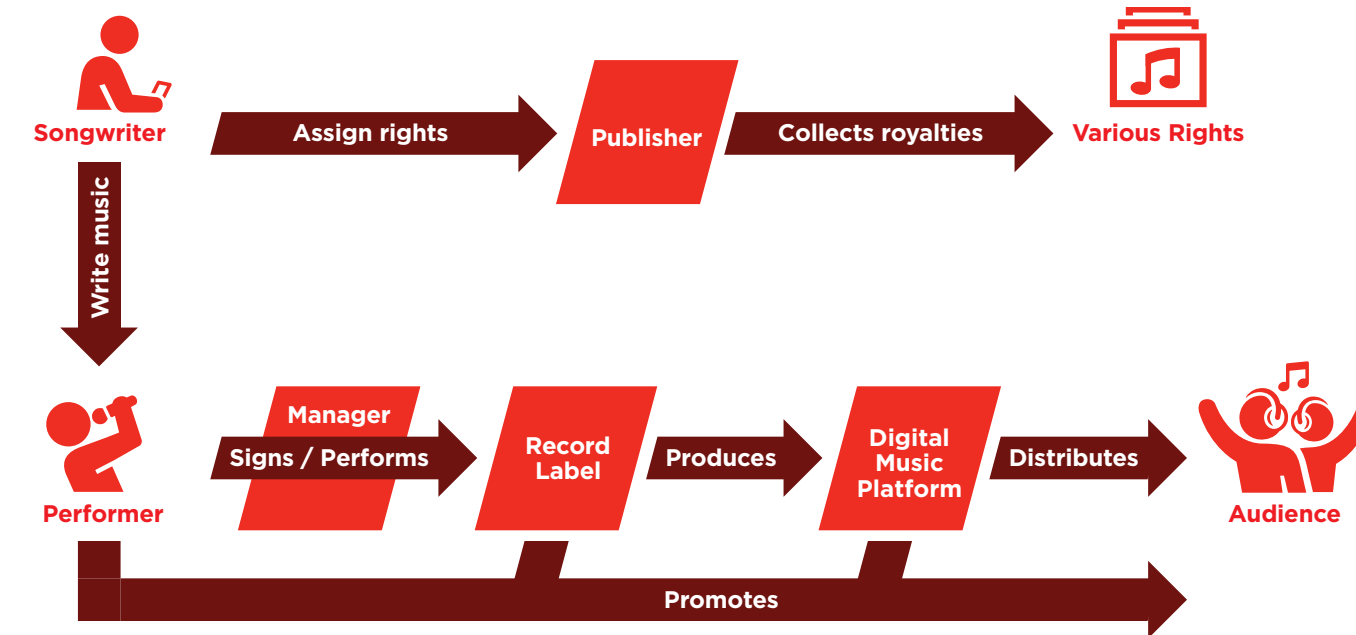 Songwriter
Assign rights
Publisher
Collects royalties
Various Rights
Write music
Performer
Manager
Signs / Performs
Record
Label
Produces
Digital
Music
Platform
Distributes
Audience
Promotes